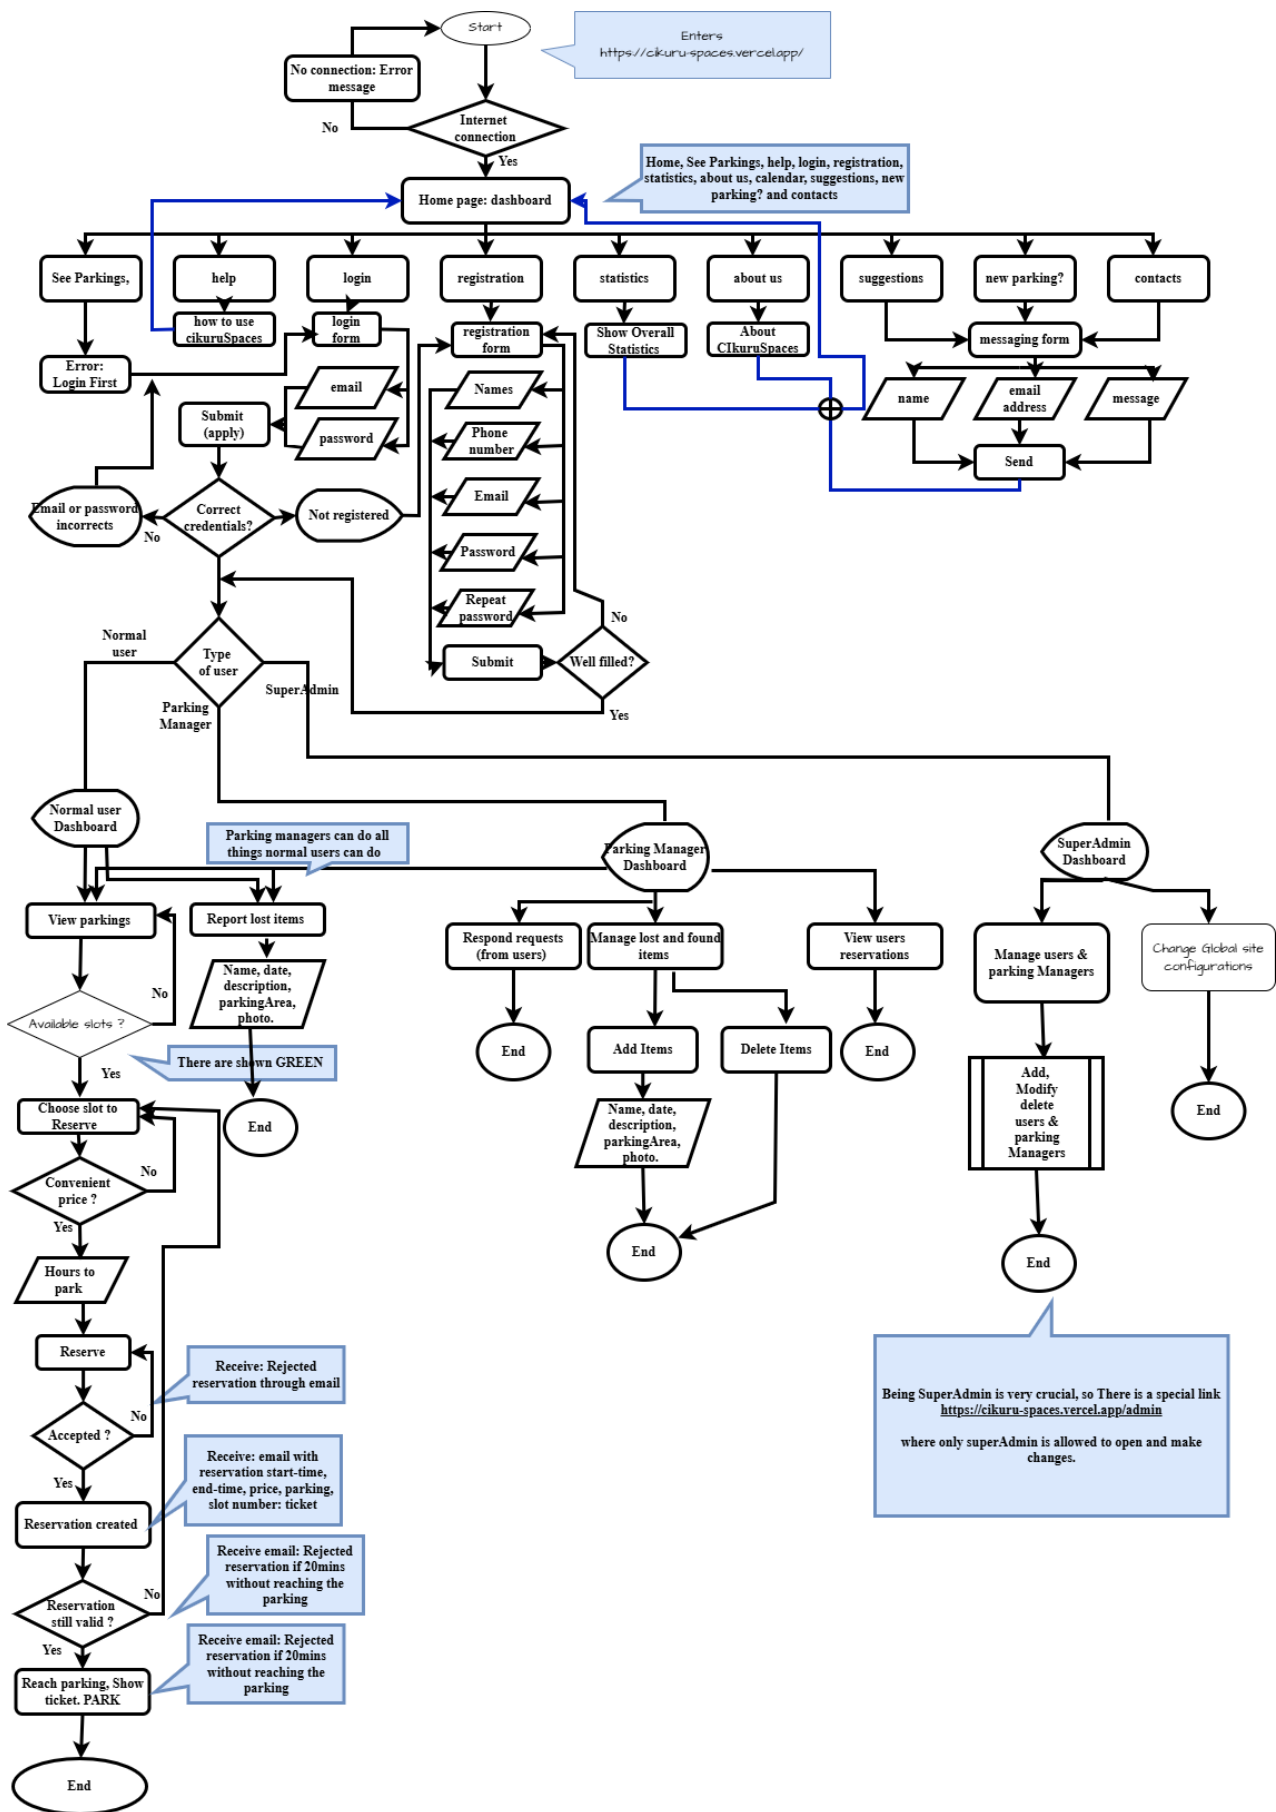 Start
Enters
https://cikuru-spaces.vercel.app/
No connection: Error
message
No
Internet
connection
Yes
Home page: dashboard
Home, See Parkings, help, login, registration,
statistics, about us, calendar, suggestions, new
parking? and contacts
See Parkings,
help
login
registration
statistics
about us
suggestions
new parking?
contacts
how to use
cikuruSpaces
login
form
registration
form
Show Overall
Statistics
About
CIkuruSpaces
messaging form
Error:
Login First
email
password
Submit
(apply)
Names
Phone
number
Email
Password
Repeat
password
name
email
address
message
Send
Email or password
incorrects
No
Correct
credentials?
Not registered
No
Submit
Well filled?
Yes
Normal
user
Type
of user
SuperAdmin
Parking
Manager
Normal user
Dashboard
Parking managers can do all
things normal users can do
Parking Manager
Dashboard
SuperAdmin
Dashboard
View parkings
Report lost items
Respond requests
(from users)
Manage lost and found
items
View users
reservations
Manage users &
parking Managers
Change Global site
configurations
Name, date,
description,
parkingArea,
photo.
No
Available slots ?
There are shown GREEN
Yes
End
Add Items
Delete Items
End
Add,
Modify
delete
users &
parking
Managers
End
Choose slot to
Reserve
End
Name, date,
description,
parkingArea,
photo.
No
Convenient
price ?
Yes
End
End
Hours to
park
Reserve
Receive: Rejected
reservation through email
No
Accepted ?
Yes
Being SuperAdmin is very crucial, so There is a special link
https://cikuru-spaces.vercel.app/admin
where only superAdmin is allowed to open and make
changes.
Receive: email with
reservation start-time,
end-time, price, parking,
slot number: ticket
Reservation created
Receive email: Rejected
reservation if 20mins
without reaching the
parking
No
Reservation
still valid ?
Yes
Receive email: Rejected
reservation if 20mins
without reaching the
parking
Reach parking, Show
ticket. PARK
End